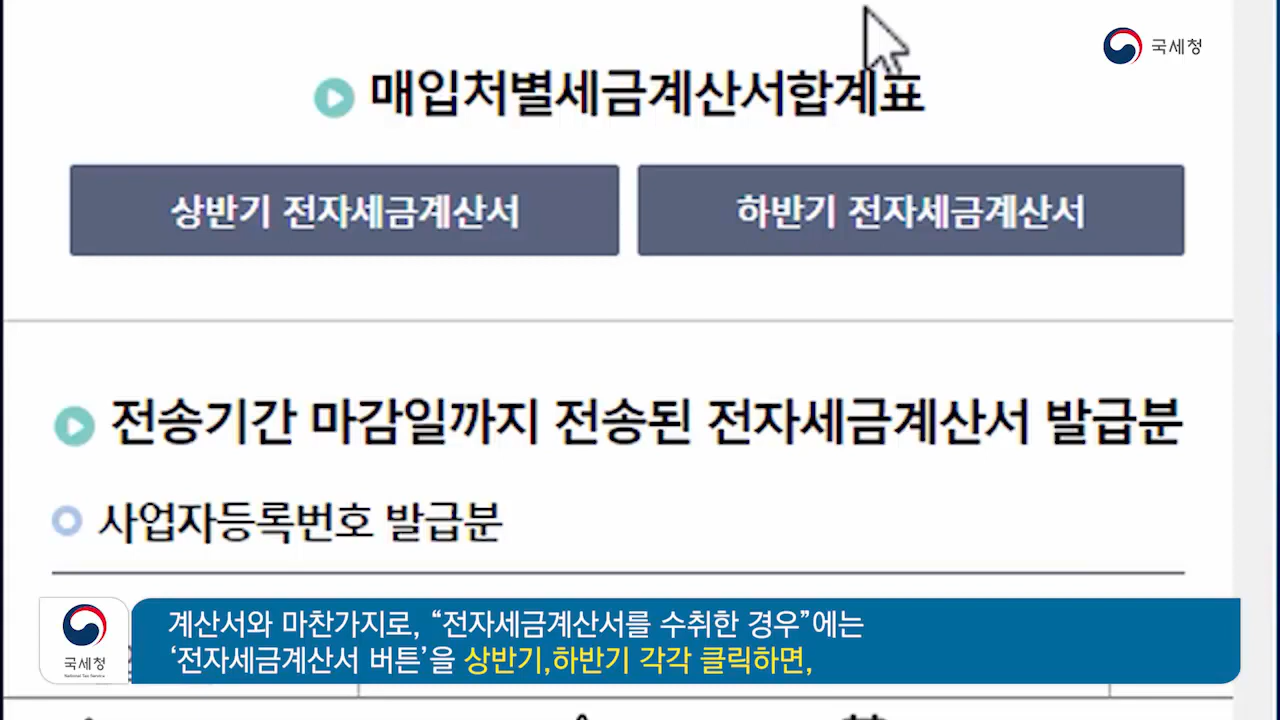 국세청
매입처별세금계산서합계표
상반기 전자세금계산서
하반기 전자세금계산서
전송기간 마감일까지 전송된 전자세금계산서 발급분
사업자등록번호 발급분
계산서와 마찬가지로, “전자세금계산서를 수취한 경우”에는
‘전자세금계산서 버튼’을 상반기,하반기 각각 클릭하면,
국세청
National Tax Service